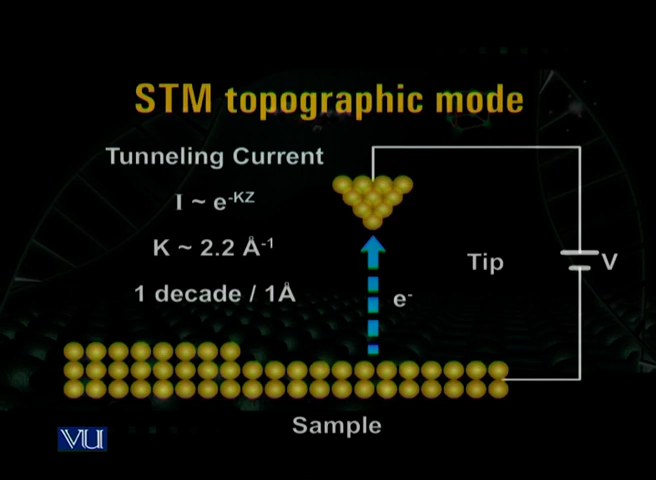 STM topographic mode
Tunneling Current
I ~ e⁻ᴷᶻ
K ~ 2.2 Å⁻¹
1 decade / 1Å
Tip
V
e⁻
Sample
VU